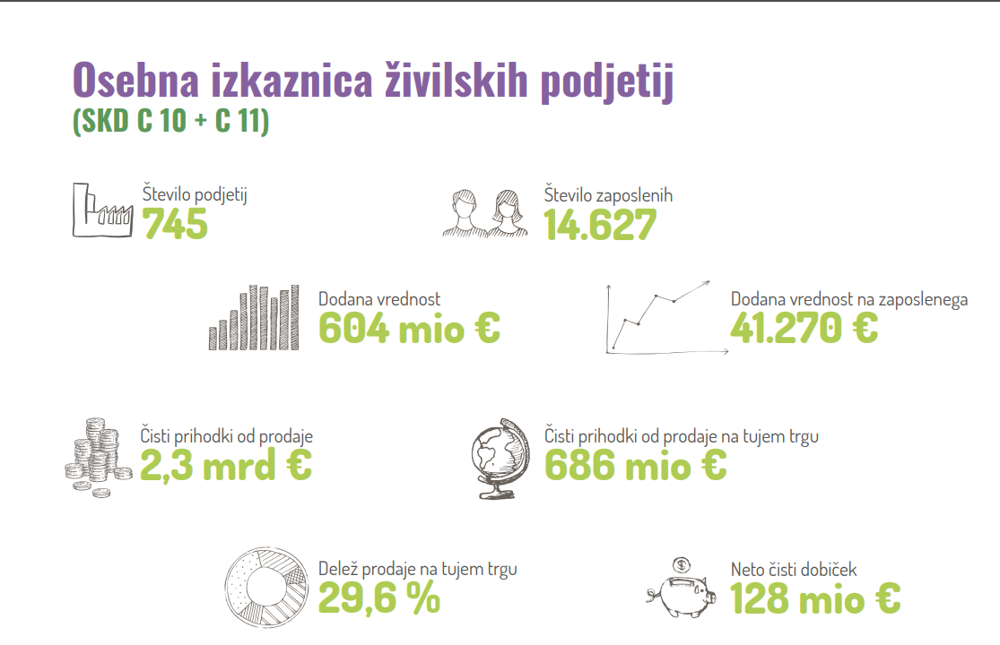 Osebna izkaznica živilskih podjetij
(SKD C 10 + C 11)
Število podjetij
745
Število zaposlenih
14.627
Dodana vrednost
604 mio €
Dodana vrednost na zaposlenega
41.270 €
Čisti prihodki od prodaje
2,3 mrd €
Čisti prihodki od prodaje na tujem trgu
686 mio €
Delež prodaje na tujem trgu
29,6 %
$
Neto čisti dobiček
128 mio €